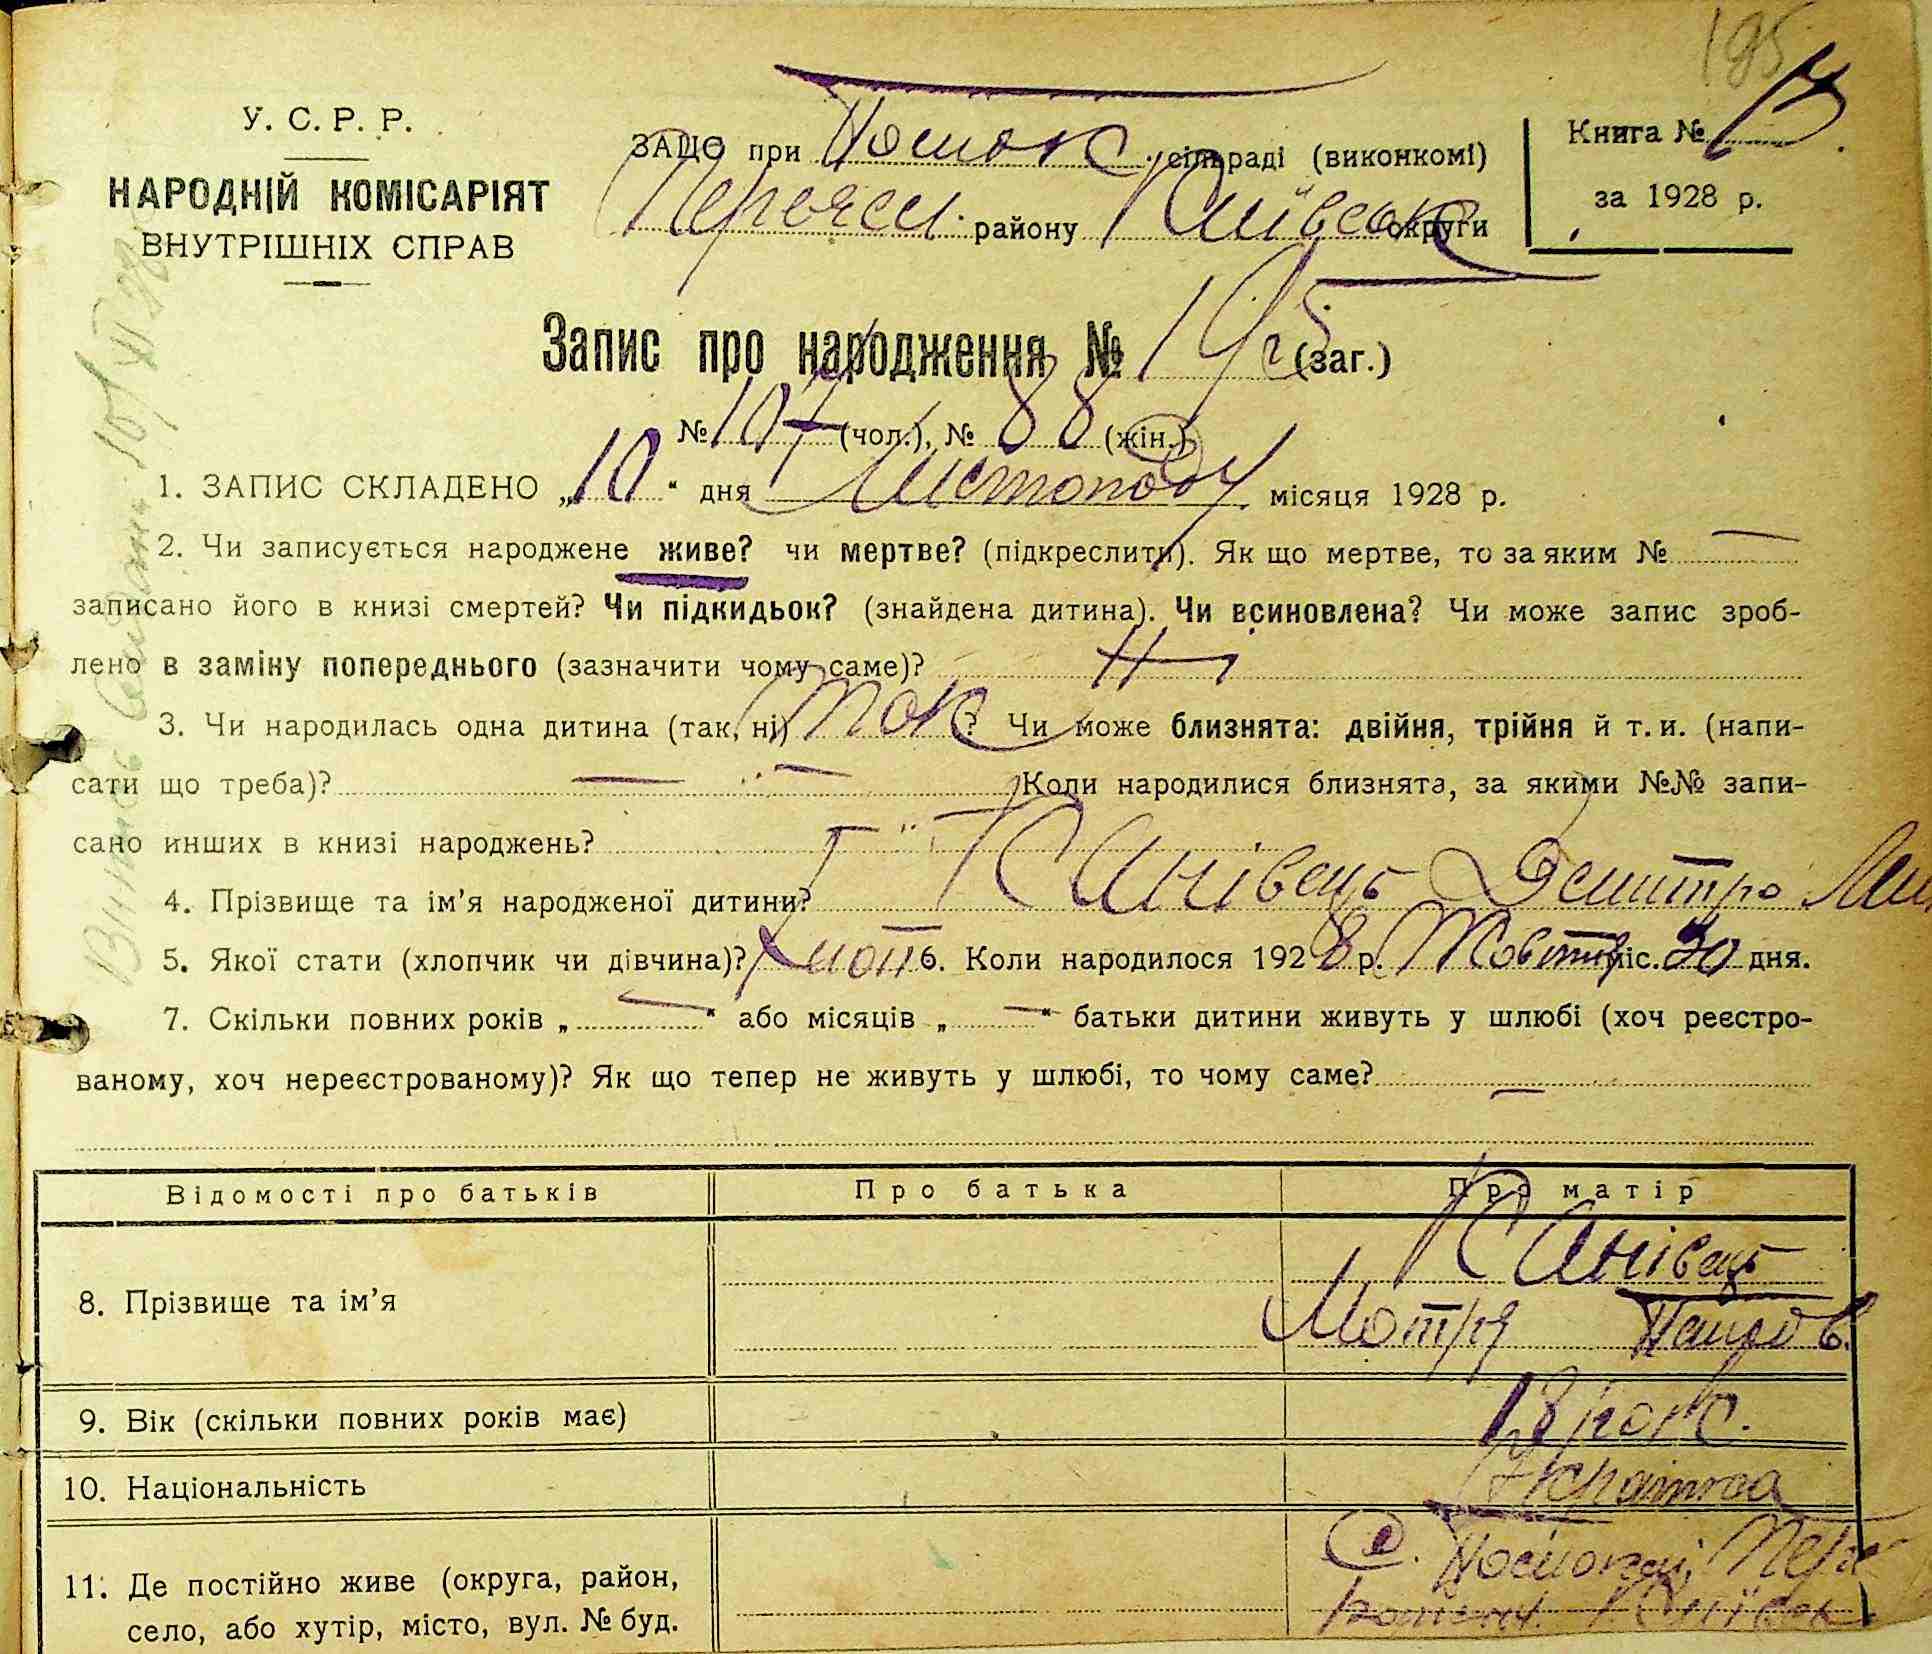 195
У. С. Р. Р.
НАРОДНІЙ КОМІСАРІЯТ
ВНУТРІШНІХ СПРАВ
ЗАЦС при сільраді (виконкомі)
району Київськ округи
Книга №
за 1928 р.
Запис про народження № 195 (заг.)
№ 107 (чол.), № 88 (жін.)
1. ЗАПИС СКЛАДЕНО „10“ дня Листопаду місяця 1928 р.
2. Чи записується народжене живе? чи мертве? (підкреслити). Як що мертве, то за яким № —
записано його в книзі смертей? Чи підкидьок? (знайдена дитина). Чи всиновлена? Чи може запис зроб-
лено в заміну попереднього (зазначити чому саме)? Ні
3. Чи народилась одна дитина (так, ні) так? Чи може близнята: двійня, трійня й т. и. (напи-
сати що треба)? — „ — Коли народилися близнята, за якими №№ запи-
сано инших в книзі народжень? — „ —
4. Прізвище та ім'я народженої дитини? Канівець Дмитро
5. Якої стати (хлопчик чи дівчина)? хлоп 6. Коли народилося 1928 р. Жовтня міс. 30 дня.
7. Скільки повних років „ — “ або місяців „ — “ батьки дитини живуть у шлюбі (хоч реєстро-
ваному, хоч нереєстрованому)? Як що тепер не живуть у шлюбі, то чому саме? —
Відомості про батьків Про батька Про матір
8. Прізвище та ім'я Канівець
Мотря
9. Вік (скільки повних років має) рок.
10. Національність Українка
11. Де постійно живе (округа, район, с.
село, або хутір, місто, вул. № буд.